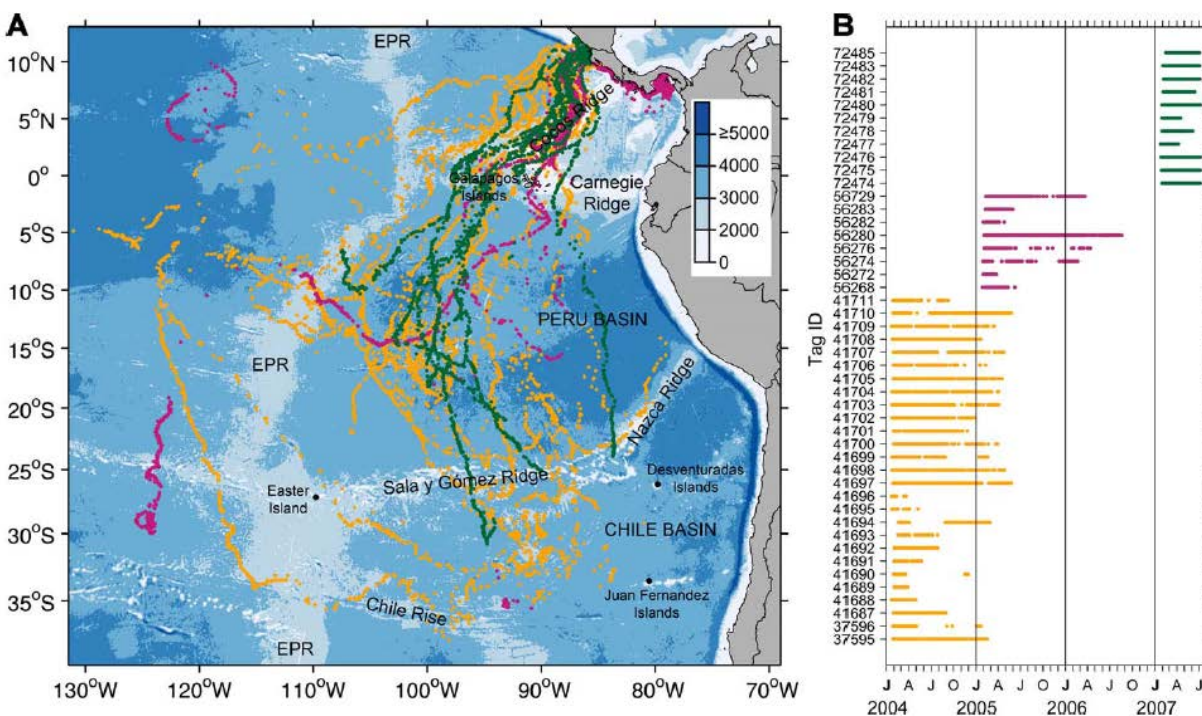 A
10°N
5°N
0°
5°S
10°S
15°S
20°S
25°S
30°S
35°S
130°W
120°W
110°W
100°W
90°W
80°W
70°W
EPR
Cocos Ridge
Galapagos
Islands
Carnegie
Ridge
≥5000
4000
3000
2000
0
PERU BASIN
EPR
Nazca Ridge
Sala y Gómez Ridge
Easter
Island
Desventuradas
Islands
CHILE BASIN
Juan Fernandez
Islands
Chile Rise
EPR
B
J A J O J A J O J A J O J A J
Tag ID
72485
72483
72482
72481
72480
72479
72478
72477
72476
72475
72474
56729
56283
56282
56280
56276
56274
56272
56268
41711
41710
41709
41708
41707
41706
41705
41704
41703
41702
41701
41700
41699
41698
41697
41696
41695
41694
41693
41692
41691
41690
41689
41688
41687
37596
37595
J A J O J A J O J A J O J A J
2004 2005 2006 2007